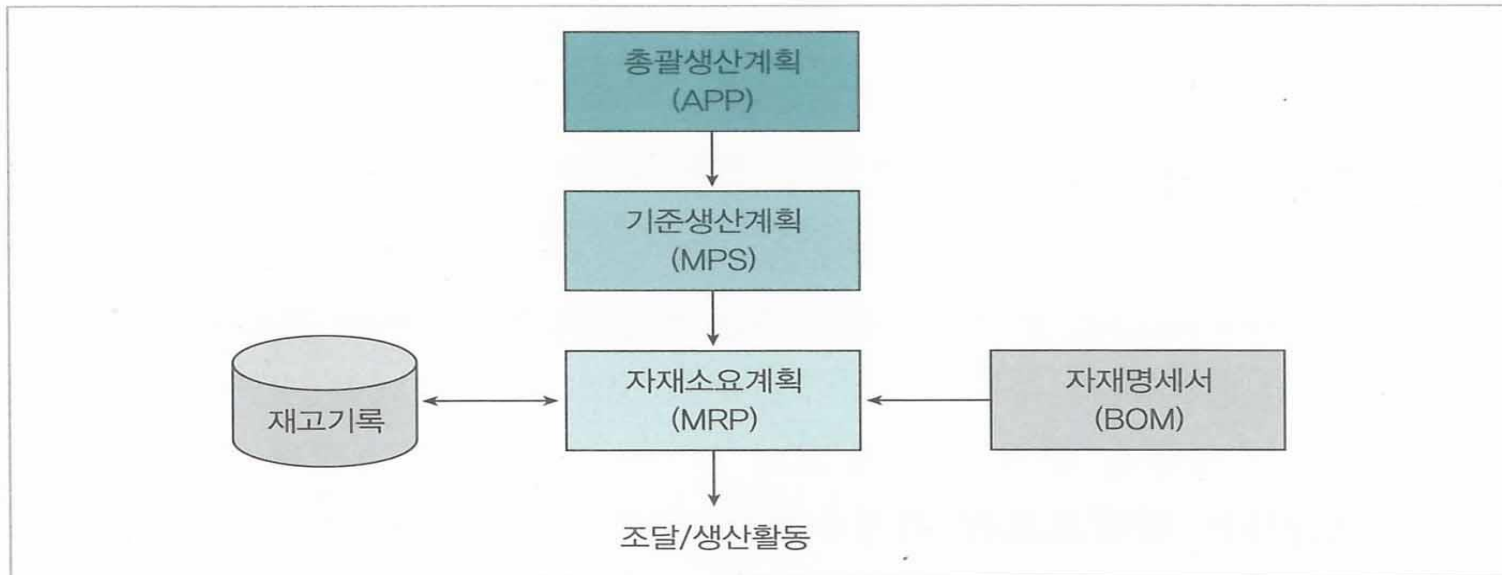 총괄생산계획
(APP)
기준생산계획
(MPS)
재고기록
자재소요계획
(MRP)
자재명세서
(BOM)
조달/생산활동